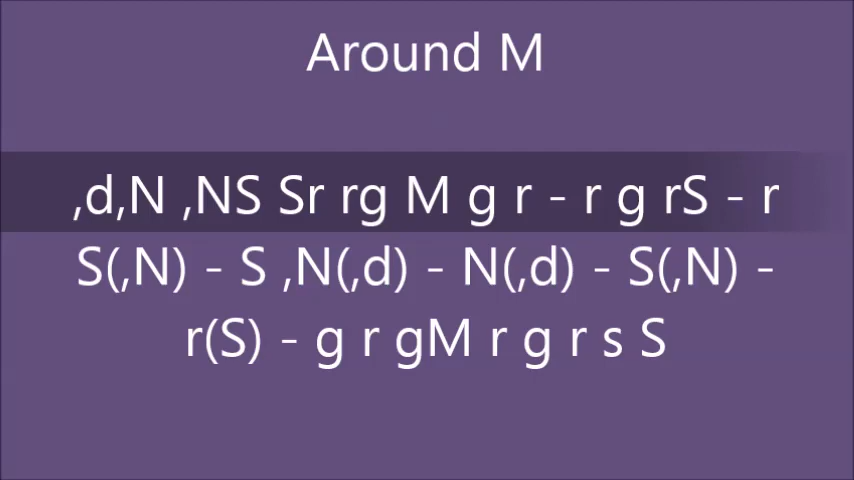 Around M
,d,N ,NS Sr rg M g r - r g rS - r
S(,N) - S ,N(,d) - N(,d) - S(,N) -
r(S) - g r gM r g r s S